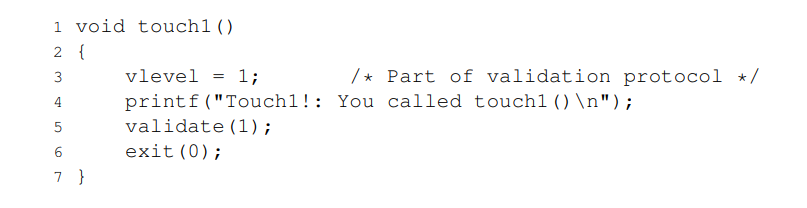 1 void touch1()
2 {
3     vlevel = 1;       /* Part of validation protocol */
4     printf("Touch1!: You called touch1()\n");
5     validate(1);
6     exit(0);
7 }